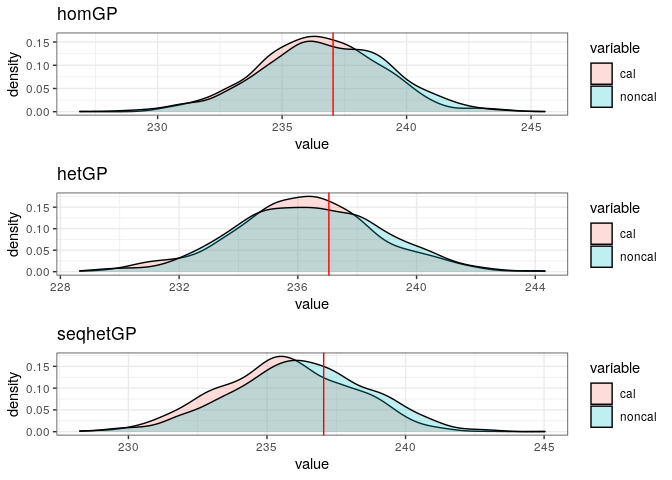 homGP
0.15
0.10
0.05
0.00
density
230
235
240
245
value
variable
cal
noncal
hetGP
0.15
0.10
0.05
0.00
density
228
232
236
240
244
value
variable
cal
noncal
seqhetGP
0.15
0.10
0.05
0.00
density
230
235
240
245
value
variable
cal
noncal